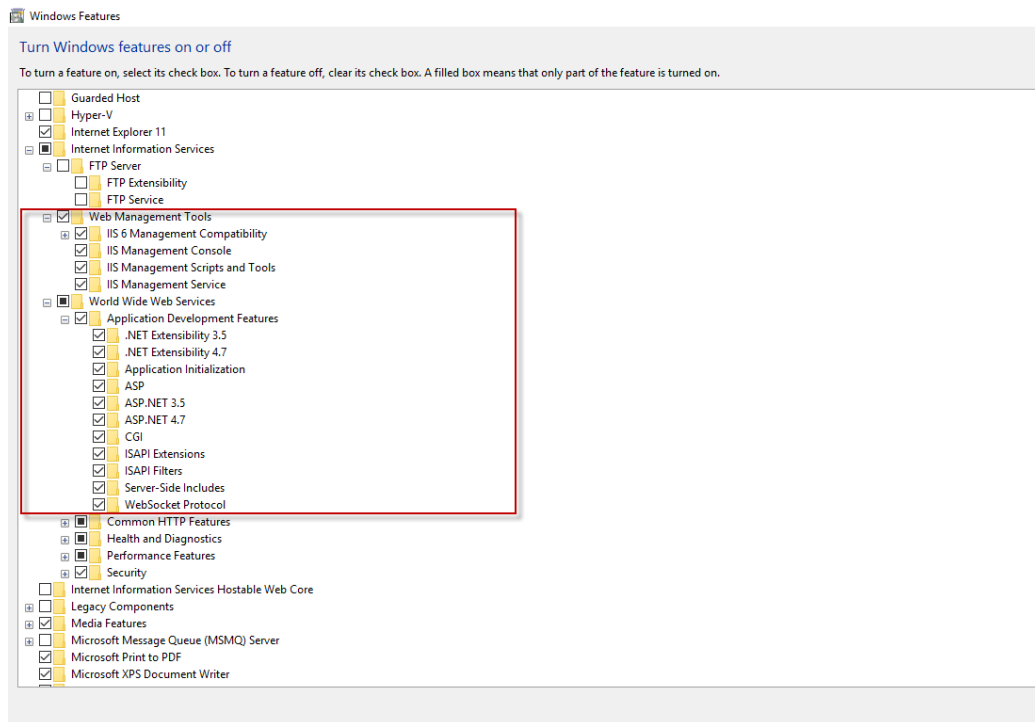 Windows Features
Turn Windows features on or off
To turn a feature on, select its check box. To turn a feature off, clear its check box. A filled box means that only part of the feature is turned on.
Guarded Host
Hyper-V
Internet Explorer 11
Internet Information Services
FTP Server
FTP Extensibility
FTP Service
Web Management Tools
IIS 6 Management Compatibility
IIS Management Console
IIS Management Scripts and Tools
IIS Management Service
World Wide Web Services
Application Development Features
.NET Extensibility 3.5
.NET Extensibility 4.7
Application Initialization
ASP
ASP.NET 3.5
ASP.NET 4.7
CGI
ISAPI Extensions
ISAPI Filters
Server-Side Includes
WebSocket Protocol
Common HTTP Features
Health and Diagnostics
Performance Features
Security
Internet Information Services Hostable Web Core
Legacy Components
Media Features
Microsoft Message Queue (MSMQ) Server
Microsoft Print to PDF
Microsoft XPS Document Writer